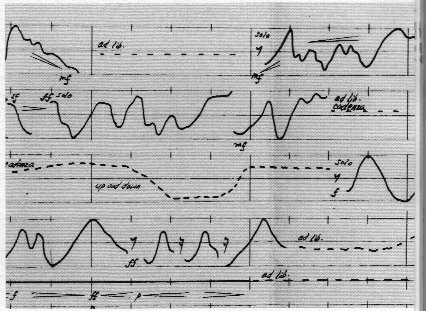 solo
ad lib.
mf mf
f ff solo ad lib.
cadenza
mf
cadenza solo
up and down f
ff ad lib.
ad lib.
f ff p